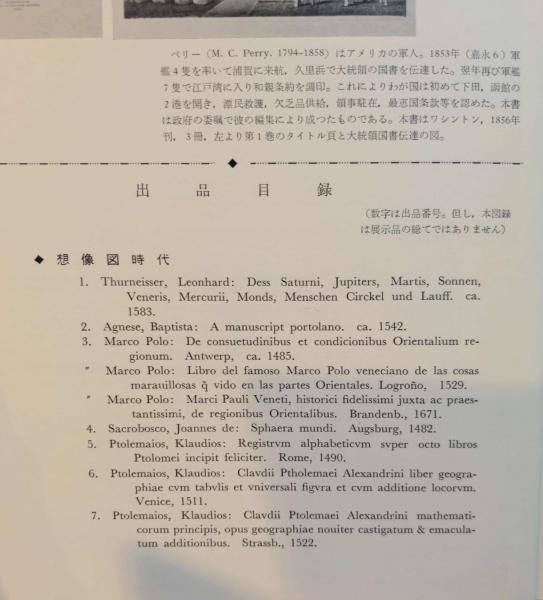 ペリー (M. C. Perry. 1794–1858) はアメリカの軍人。1853年 (嘉永6) 軍
艦4隻を率いて浦賀に来航，久里浜で大統領の国書を伝達した。翌年再び軍艦
7隻で江戸湾に入り和親条約を調印。これによりわが国は初めて下田，函館の
2港を開き，漂民救護，欠乏品供給，領事駐在，最恵国条款等を認めた。本書
は政府の委嘱で彼の編集により成つたものである。本書はワシントン，1856年
刊，3冊，左より第1巻のタイトル頁と大統領国書伝達の図。
出品目録
(数字は出品番号。但し，本図録
は展示品の総てではありません)
◆ 想像図時代
1. Thurneisser, Leonhard: Dess Saturni, Jupiters, Martis, Sonnen,
Veneris, Mercurii, Monds, Menschen Circkel und Lauff. ca.
1583.
2. Agnese, Baptista: A manuscript portolano. ca. 1542.
3. Marco Polo: De consuetudinibus et condicionibus Orientalium re-
gionum. Antwerp, ca. 1485.
〃 Marco Polo: Libro del famoso Marco Polo veneciano de las cosas
marauillosas q̃ vido en las partes Orientales. Logroño, 1529.
〃 Marco Polo: Marci Pauli Veneti, historici fidelissimi juxta ac praes-
tantissimi, de regionibus Orientalibus. Brandenb., 1671.
4. Sacrobosco, Joannes de: Sphaera mundi. Augsburg, 1482.
5. Ptolemaios, Klaudios: Registrvm alphabeticvm svper octo libros
Ptolomei incipit feliciter. Rome, 1490.
6. Ptolemaios, Klaudios: Clavdii Ptholemaei Alexandrini liber geogra-
phiae cvm tabvlis et vniversali figvra et cvm additione locorvm.
Venice, 1511.
7. Ptolemaios, Klaudios: Clavdii Ptolemaei Alexandrini mathemati-
corum principis, opus geographiae nouiter castigatum & emacula-
tum additionibus. Strassb., 1522.